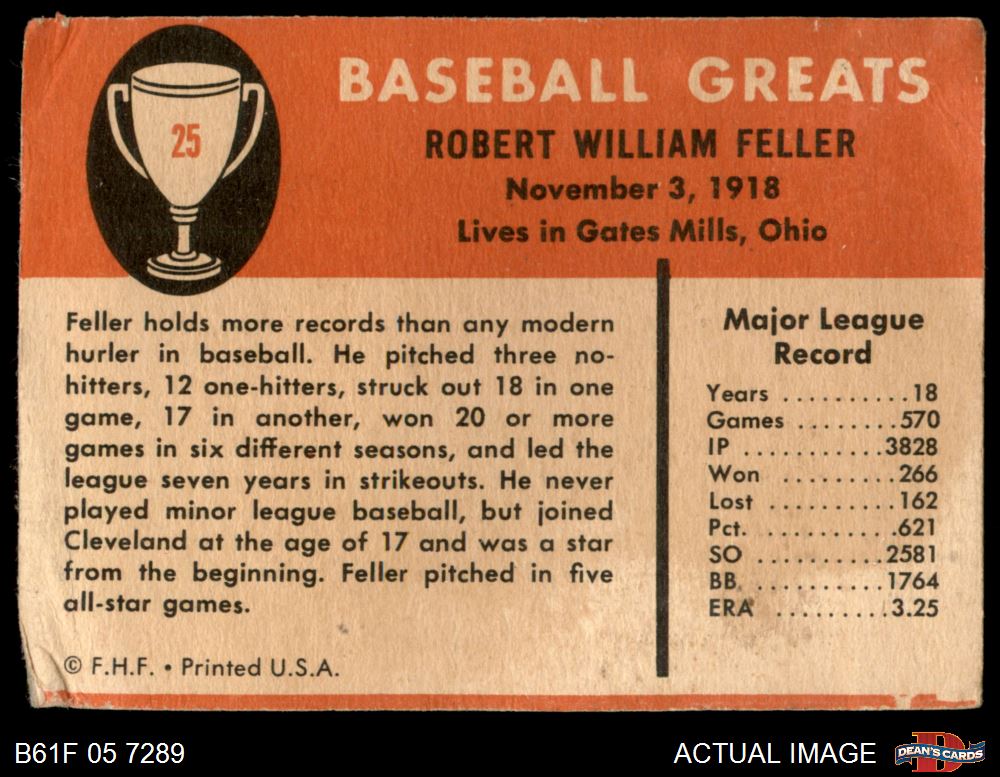 25
BASEBALL GREATS
ROBERT WILLIAM FELLER
November 3, 1918
Lives in Gates Mills, Ohio
Feller holds more records than any modern
hurler in baseball. He pitched three no-
hitters, 12 one-hitters, struck out 18 in one
game, 17 in another, won 20 or more
games in six different seasons, and led the
league seven years in strikeouts. He never
played minor league baseball, but joined
Cleveland at the age of 17 and was a star
from the beginning. Feller pitched in five
all-star games.
© F.H.F. • Printed U.S.A.
Major League
Record
Years ..........18
Games ........570
IP ............3828
Won .........266
Lost ..........162
Pct. ...........621
SO ...........2581
BB. ..........1764
ERA .........3.25
B61F 05 7289
ACTUAL IMAGE
D
DEAN'S CARDS